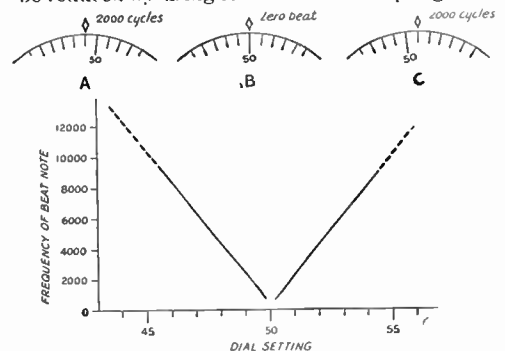 2000 cycles
Zero beat
2000 cycles
50
50
50
A
B
C
FREQUENCY OF BEAT NOTE
12000
10000
8000
6000
4000
2000
0
45
50
55
DIAL SETTING